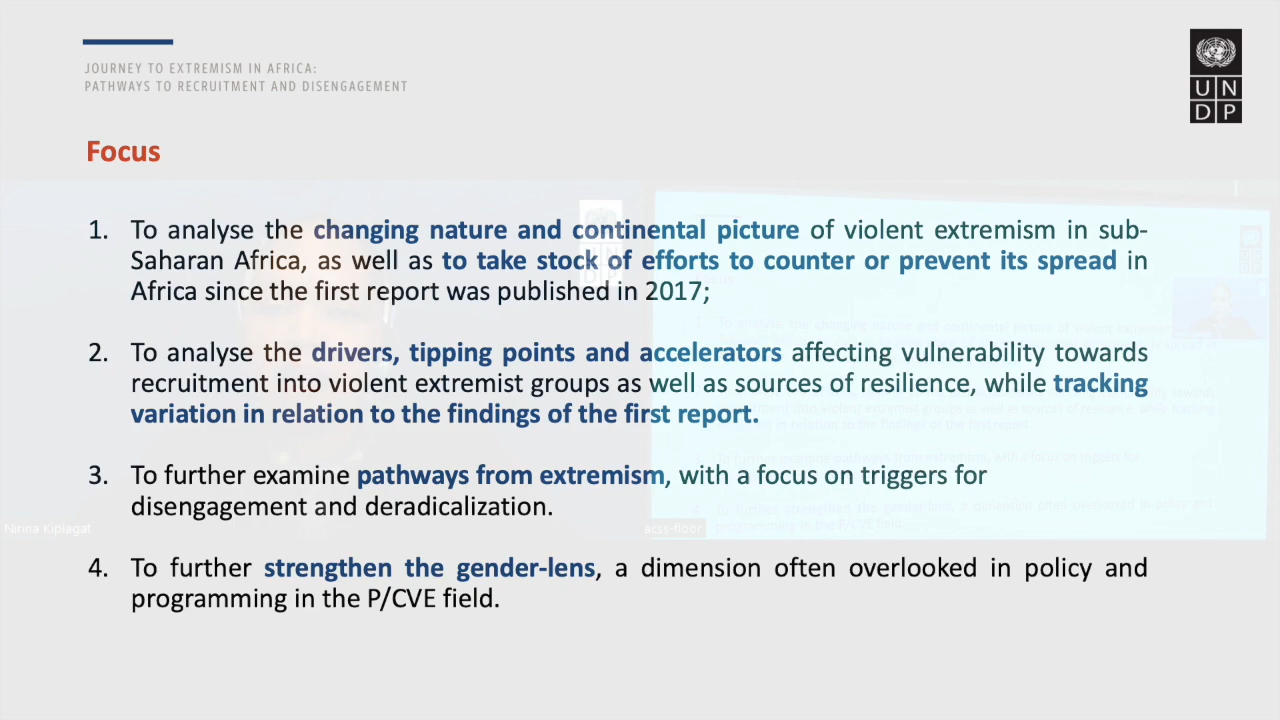 JOURNEY TO EXTREMISM IN AFRICA:
PATHWAYS TO RECRUITMENT AND DISENGAGEMENT
UN
DP
Focus
1. To analyse the changing nature and continental picture of violent extremism in sub-
Saharan Africa, as well as to take stock of efforts to counter or prevent its spread in
Africa since the first report was published in 2017;
2. To analyse the drivers, tipping points and accelerators affecting vulnerability towards
recruitment into violent extremist groups as well as sources of resilience, while tracking
variation in relation to the findings of the first report.
3. To further examine pathways from extremism, with a focus on triggers for
disengagement and deradicalization.
4. To further strengthen the gender-lens, a dimension often overlooked in policy and
programming in the P/CVE field.
Nirina Kiplagat
acss-floor